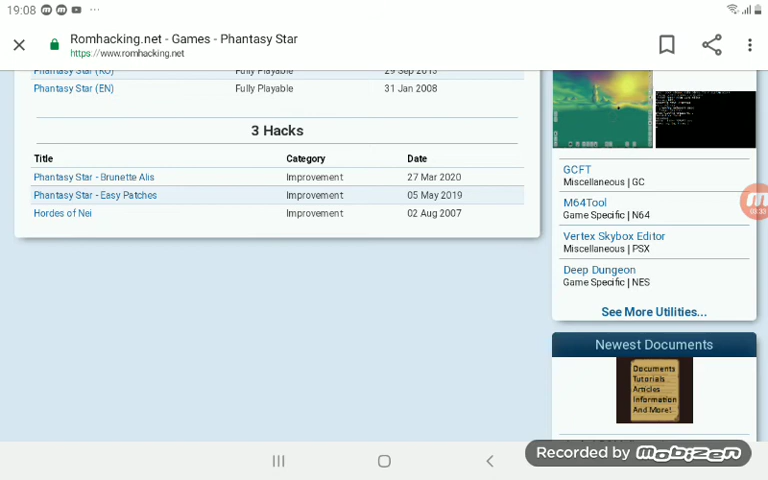 19:08
Romhacking.net - Games - Phantasy Star
https://www.romhacking.net
Phantasy Star (KO) Fully Playable 29 Sep 2013
Phantasy Star (EN) Fully Playable 31 Jan 2008
3 Hacks
Title Category Date
Phantasy Star - Brunette Alis Improvement 27 Mar 2020
Phantasy Star - Easy Patches Improvement 05 May 2019
Hordes of Nei Improvement 02 Aug 2007
GCFT
Miscellaneous | GC
M64Tool
Game Specific | N64
Vertex Skybox Editor
Miscellaneous | PSX
Deep Dungeon
Game Specific | NES
See More Utilities...
Newest Documents
Documents
Tutorials
Articles
Information
And More!
Recorded by mobizen